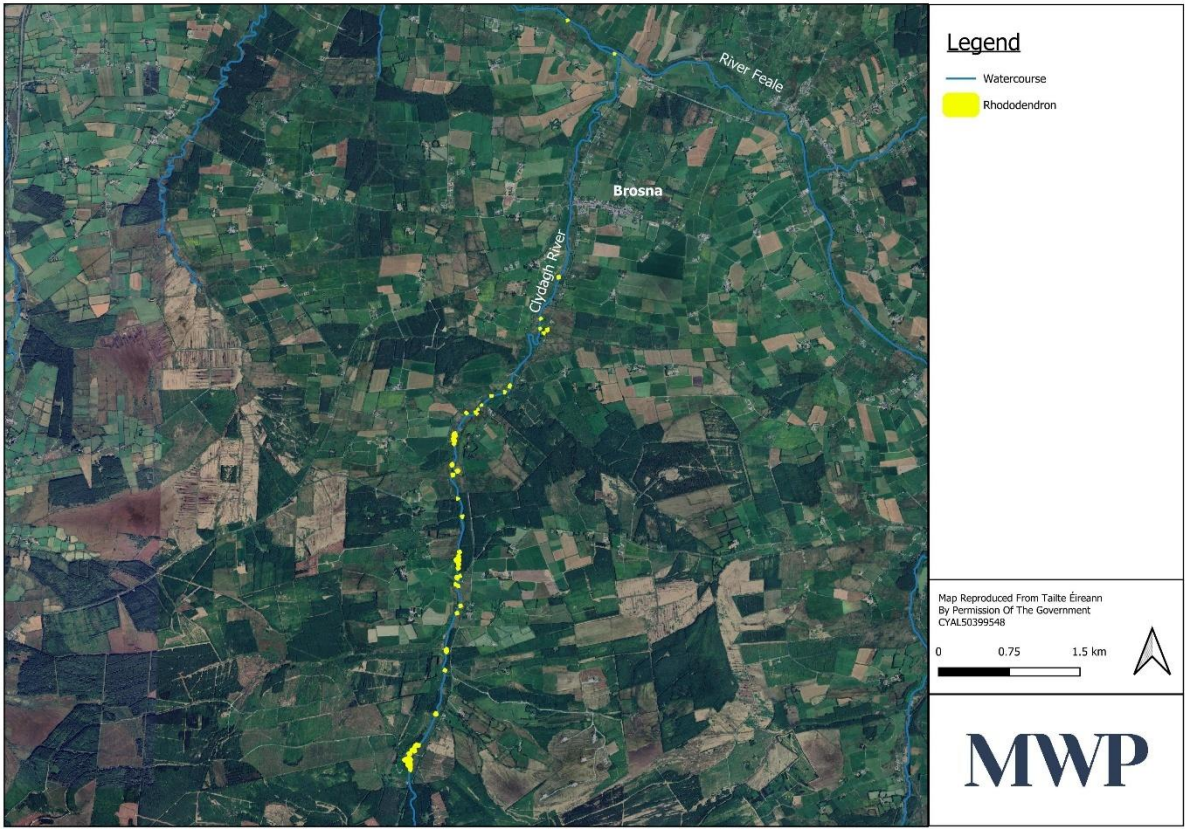 River Feale
Brosna
Clydagh River
Legend
Watercourse
Rhododendron
Map Reproduced From Tailte Éireann
By Permission Of The Government
CYAL50399548
0 0.75 1.5 km
MWP